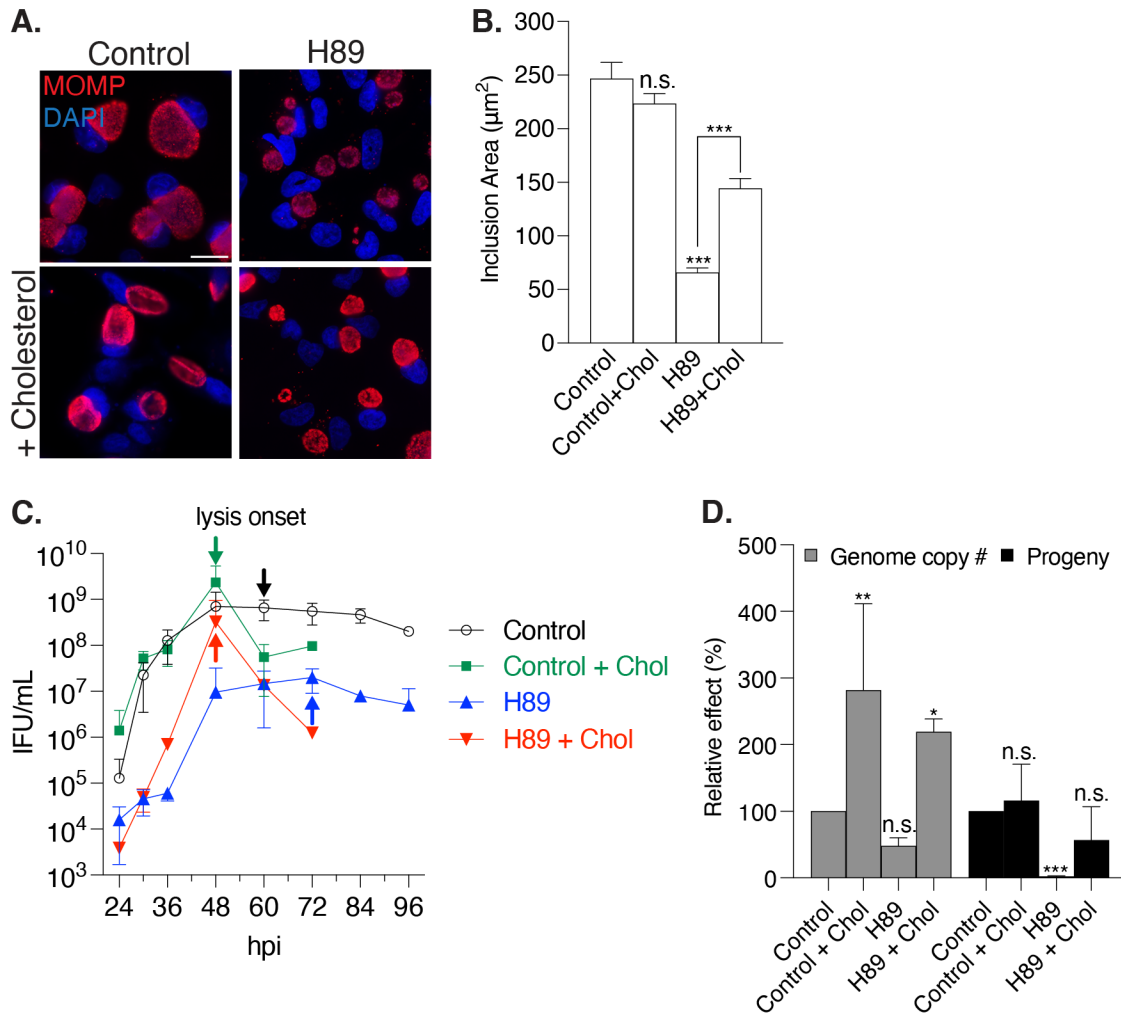 A.
Control
H89
MOMP
DAPI
+ Cholesterol
B.
Inclusion Area (µm²)
300
250
200
150
100
50
0
n.s.
***
***
Control
Control+Chol
H89
H89+Chol
C.
lysis onset
IFU/mL
10¹⁰
10⁹
10⁸
10⁷
10⁶
10⁵
10⁴
10³
24 36 48 60 72 84 96
hpi
Control
Control + Chol
H89
H89 + Chol
D.
Relative effect (%)
500
400
300
200
100
0
Genome copy # Progeny
**
n.s.
*
n.s.
***
n.s.
Control
Control + Chol
H89
H89 + Chol
Control
Control + Chol
H89
H89 + Chol